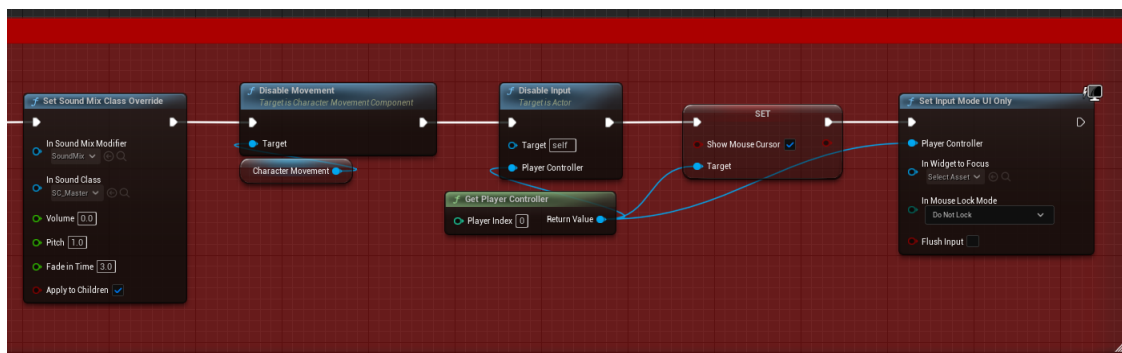 Set Sound Mix Class Override
In Sound Mix Modifier
SoundMix
In Sound Class
SC_Master
Volume 0.0
Pitch 1.0
Fade in Time 3.0
Apply to Children
Disable Movement
Target is Character Movement Component
Target
Character Movement
Disable Input
Target is Actor
Target self
Player Controller
Get Player Controller
Player Index 0 Return Value
SET
Show Mouse Cursor
Target
Set Input Mode UI Only
Player Controller
In Widget to Focus
Select Asset
In Mouse Lock Mode
Do Not Lock
Flush Input